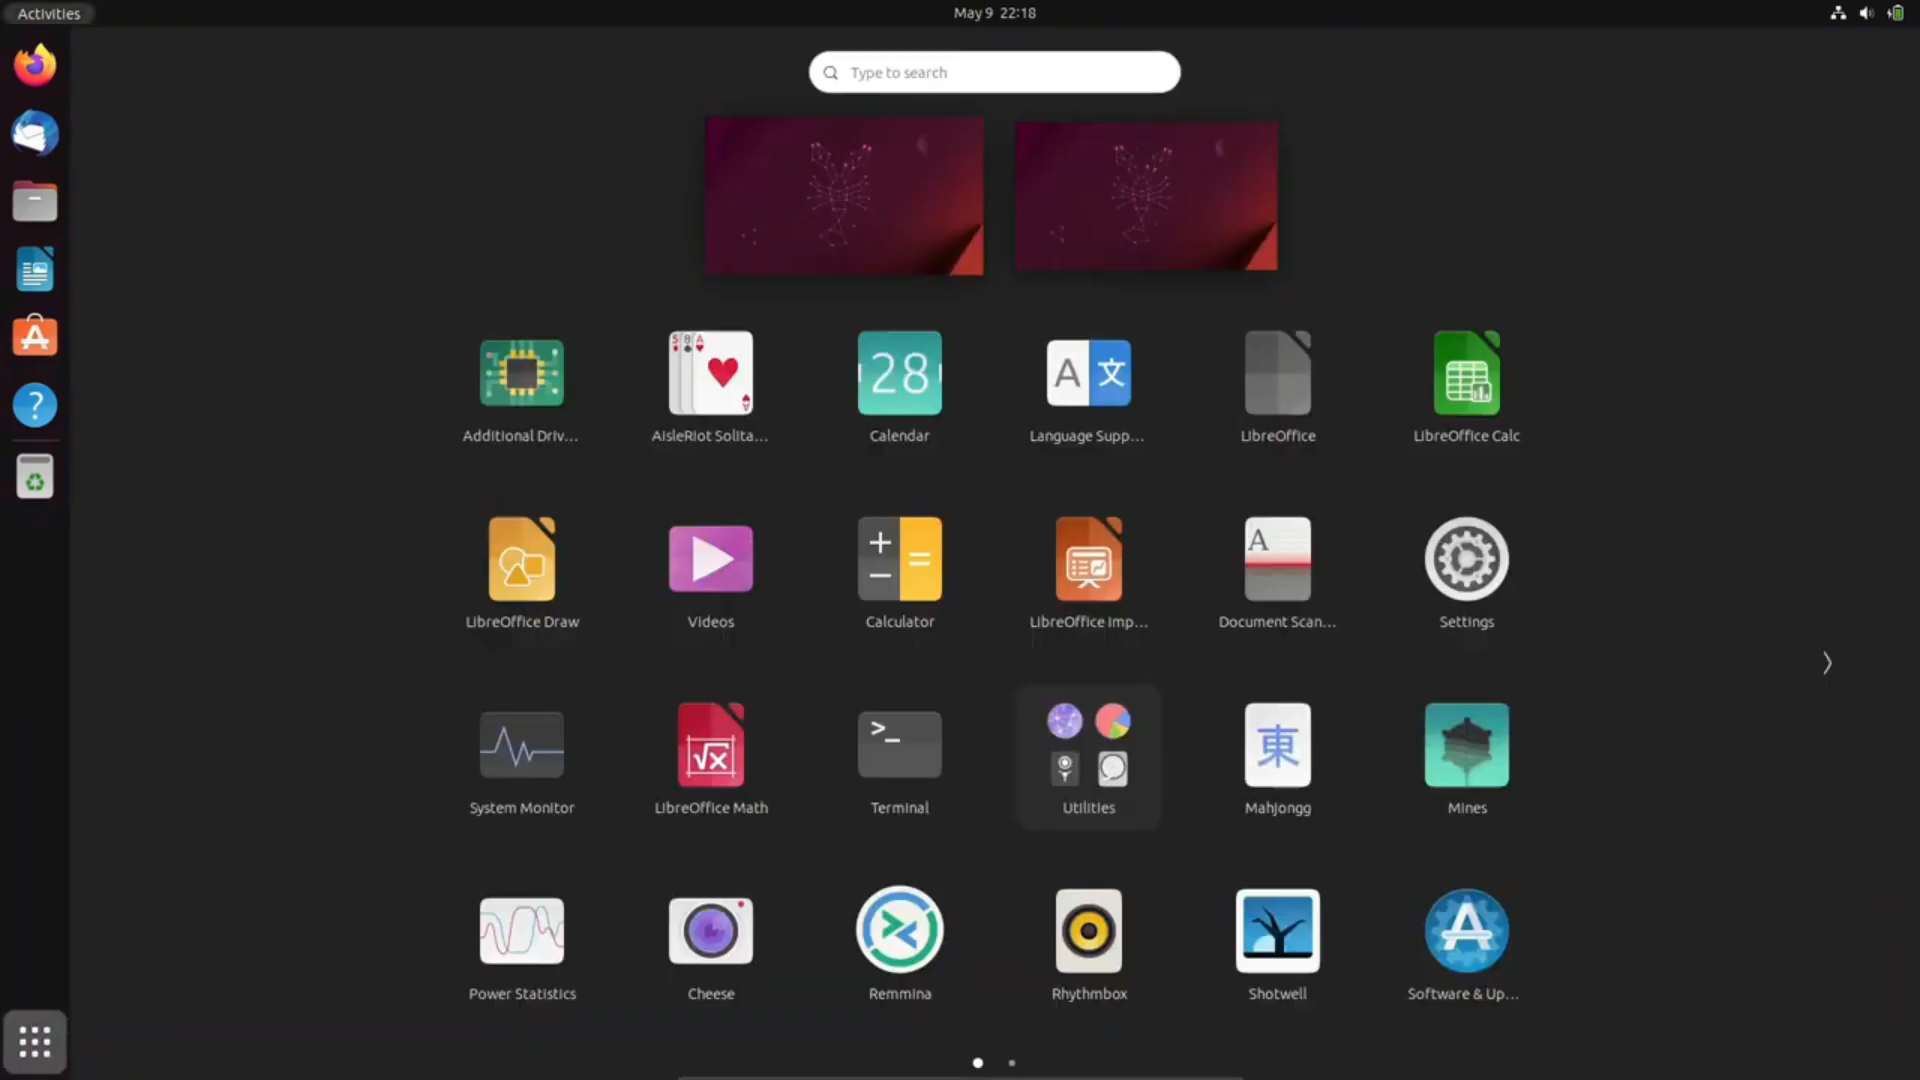 Activities
May 9 22:18
Type to search
Additional Driv...
AisleRiot Solita...
Calendar
Language Supp...
LibreOffice
LibreOffice Calc
28
A 文
LibreOffice Draw
Videos
Calculator
LibreOffice Imp...
Document Scan...
Settings
A
System Monitor
LibreOffice Math
Terminal
Utilities
Mahjongg
Mines
√x
>_
東
Power Statistics
Cheese
Remmina
Rhythmbox
Shotwell
Software & Up...